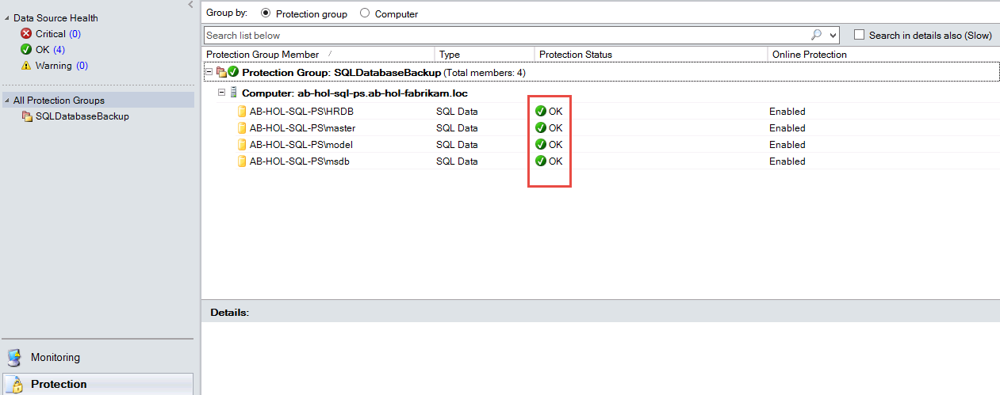 Data Source Health
Critical (0)
OK (4)
Warning (0)
All Protection Groups
SQLDatabaseBackup
Monitoring
Protection
Group by: Protection group Computer
Search list below Search in details also (Slow)
Protection Group Member / Type Protection Status Online Protection
Protection Group: SQLDatabaseBackup (Total members: 4)
Computer: ab-hol-sql-ps.ab-hol-fabrikam.loc
AB-HOL-SQL-PS\HRDB SQL Data OK Enabled
AB-HOL-SQL-PS\master SQL Data OK Enabled
AB-HOL-SQL-PS\model SQL Data OK Enabled
AB-HOL-SQL-PS\msdb SQL Data OK Enabled
Details: